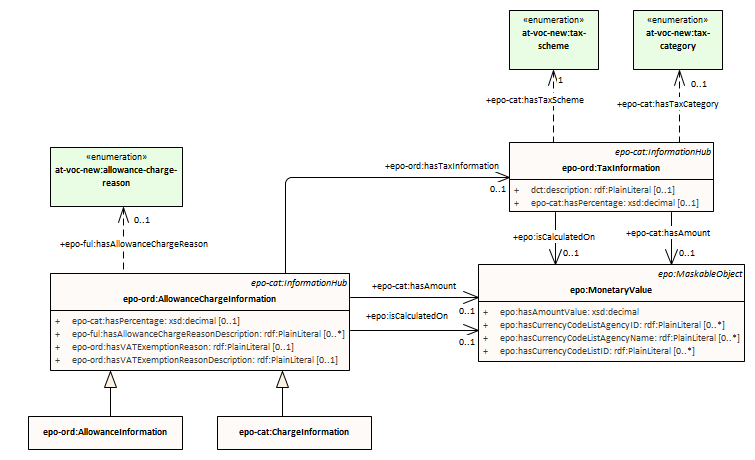 «enumeration»
at-voc-new:tax-
scheme
«enumeration»
at-voc-new:tax-
category
1
0..1
+epo-cat:hasTaxScheme
+epo-cat:hasTaxCategory
«enumeration»
at-voc-new:allowance-charge-
reason
0..1
+epo-ful:hasAllowanceChargeReason
+epo-ord:hasTaxInformation
0..1
epo-cat:InformationHub
epo-ord:TaxInformation
+ dct:description: rdf:PlainLiteral [0..1]
+ epo-cat:hasPercentage: xsd:decimal [0..1]
+epo:isCalculatedOn
+epo-cat:hasAmount
0..1
0..1
epo-cat:InformationHub
epo-ord:AllowanceChargeInformation
+ epo-cat:hasPercentage: xsd:decimal [0..1]
+ epo-ful:hasAllowanceChargeReasonDescription: rdf:PlainLiteral [0..*]
+ epo-ord:hasVATExemptionReason: rdf:PlainLiteral [0..1]
+ epo-ord:hasVATExemptionReasonDescription: rdf:PlainLiteral [0..1]
+epo-cat:hasAmount
0..1
+epo:isCalculatedOn
0..1
epo:MaskableObject
epo:MonetaryValue
+ epo:hasAmountValue: xsd:decimal
+ epo:hasCurrencyCodeListAgencyID: rdf:PlainLiteral [0..*]
+ epo:hasCurrencyCodeListAgencyName: rdf:PlainLiteral [0..*]
+ epo:hasCurrencyCodeListID: rdf:PlainLiteral [0..*]
epo-ord:AllowanceInformation
epo-cat:ChargeInformation